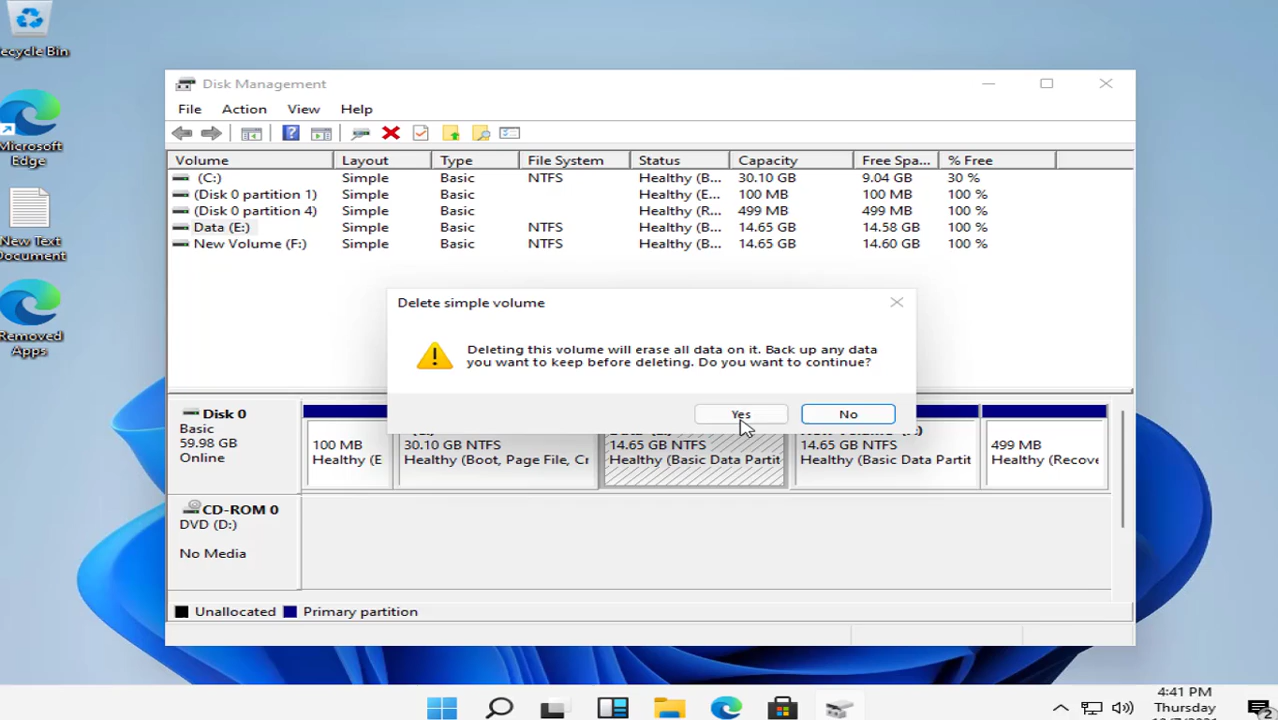 ecycle Bin
Microsoft
Edge
New Text
Document
Removed
Apps
Disk Management
File Action View Help
Volume Layout Type File System Status Capacity Free Spa... % Free
(C:) Simple Basic NTFS Healthy (B... 30.10 GB 9.04 GB 30 %
(Disk 0 partition 1) Simple Basic Healthy (E... 100 MB 100 MB 100 %
(Disk 0 partition 4) Simple Basic Healthy (R... 499 MB 499 MB 100 %
Data (E:) Simple Basic NTFS Healthy (B... 14.65 GB 14.58 GB 100 %
New Volume (F:) Simple Basic NTFS Healthy (B... 14.65 GB 14.60 GB 100 %
Delete simple volume
Deleting this volume will erase all data on it. Back up any data
you want to keep before deleting. Do you want to continue?
Yes No
Disk 0
Basic
59.98 GB
Online
100 MB
Healthy (E
30.10 GB NTFS
Healthy (Boot, Page File, Cr
14.65 GB NTFS
Healthy (Basic Data Partit
14.65 GB NTFS
Healthy (Basic Data Partit
499 MB
Healthy (Recove
CD-ROM 0
DVD (D:)
No Media
Unallocated Primary partition
4:41 PM
Thursday
2